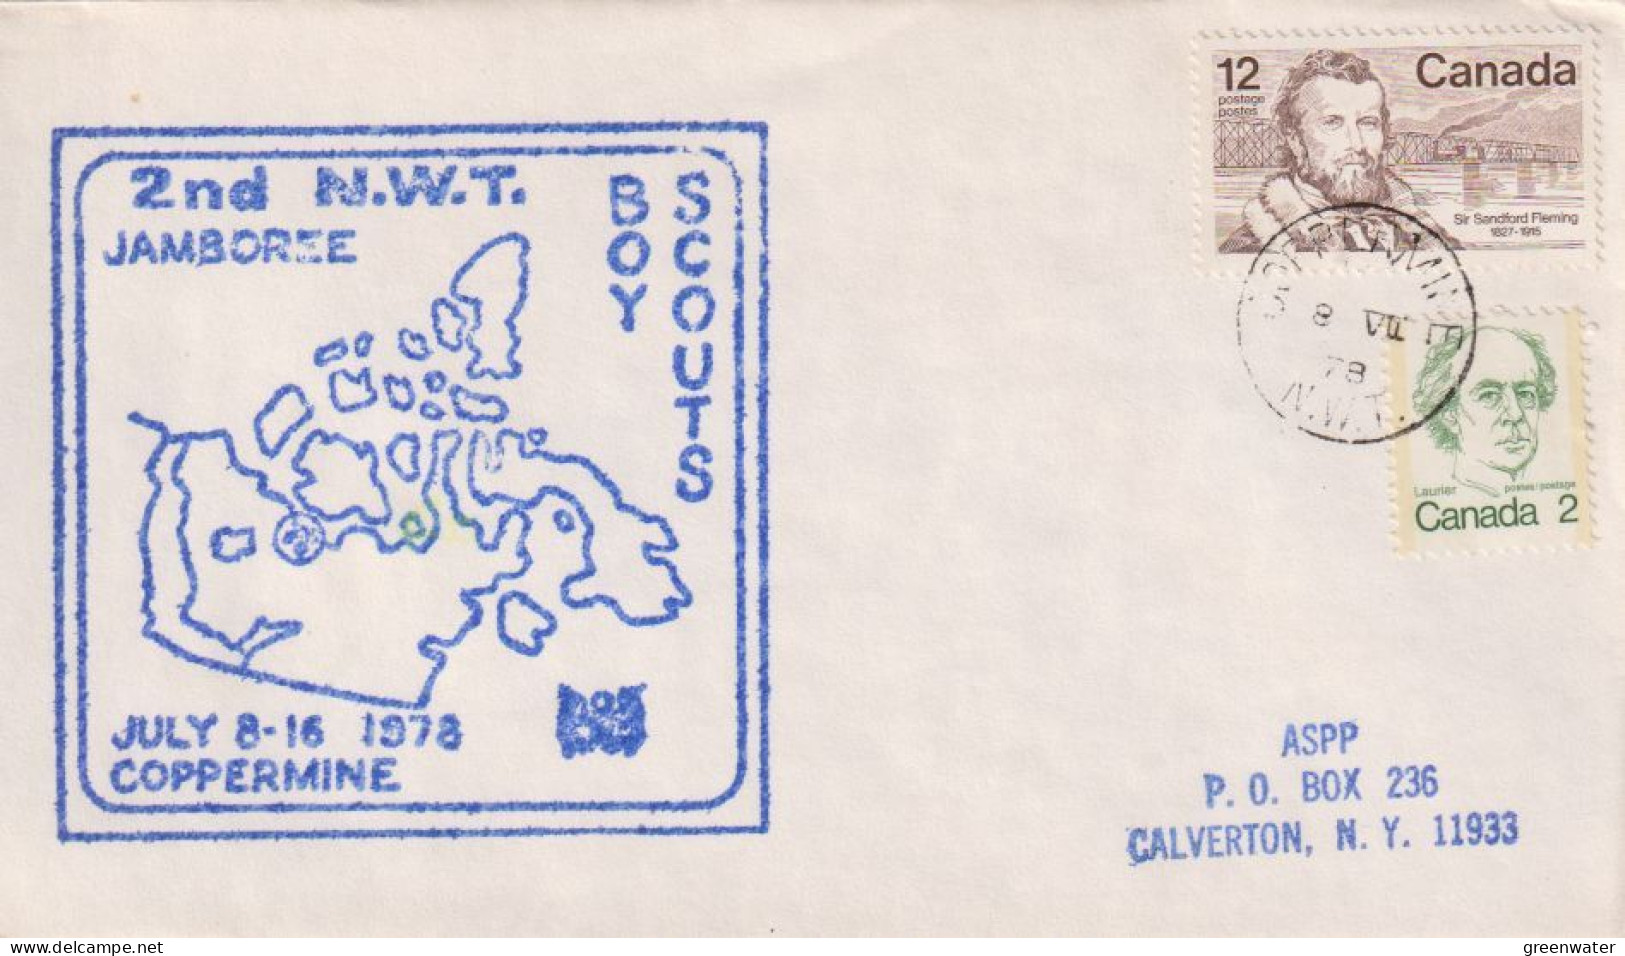 2nd N.W.T.
JAMBOREE
BOY
SCOUTS
JULY 8-16 1978
COPPERMINE
12
postage
postes
Canada
Sir Sandford Fleming
1827-1915
COPPERMINE
8 VII
78
N.W.T.
Laurier
postes/postage
Canada 2
ASPP
P. O. BOX 236
CALVERTON, N. Y. 11933
www.delcampe.net
greenwater